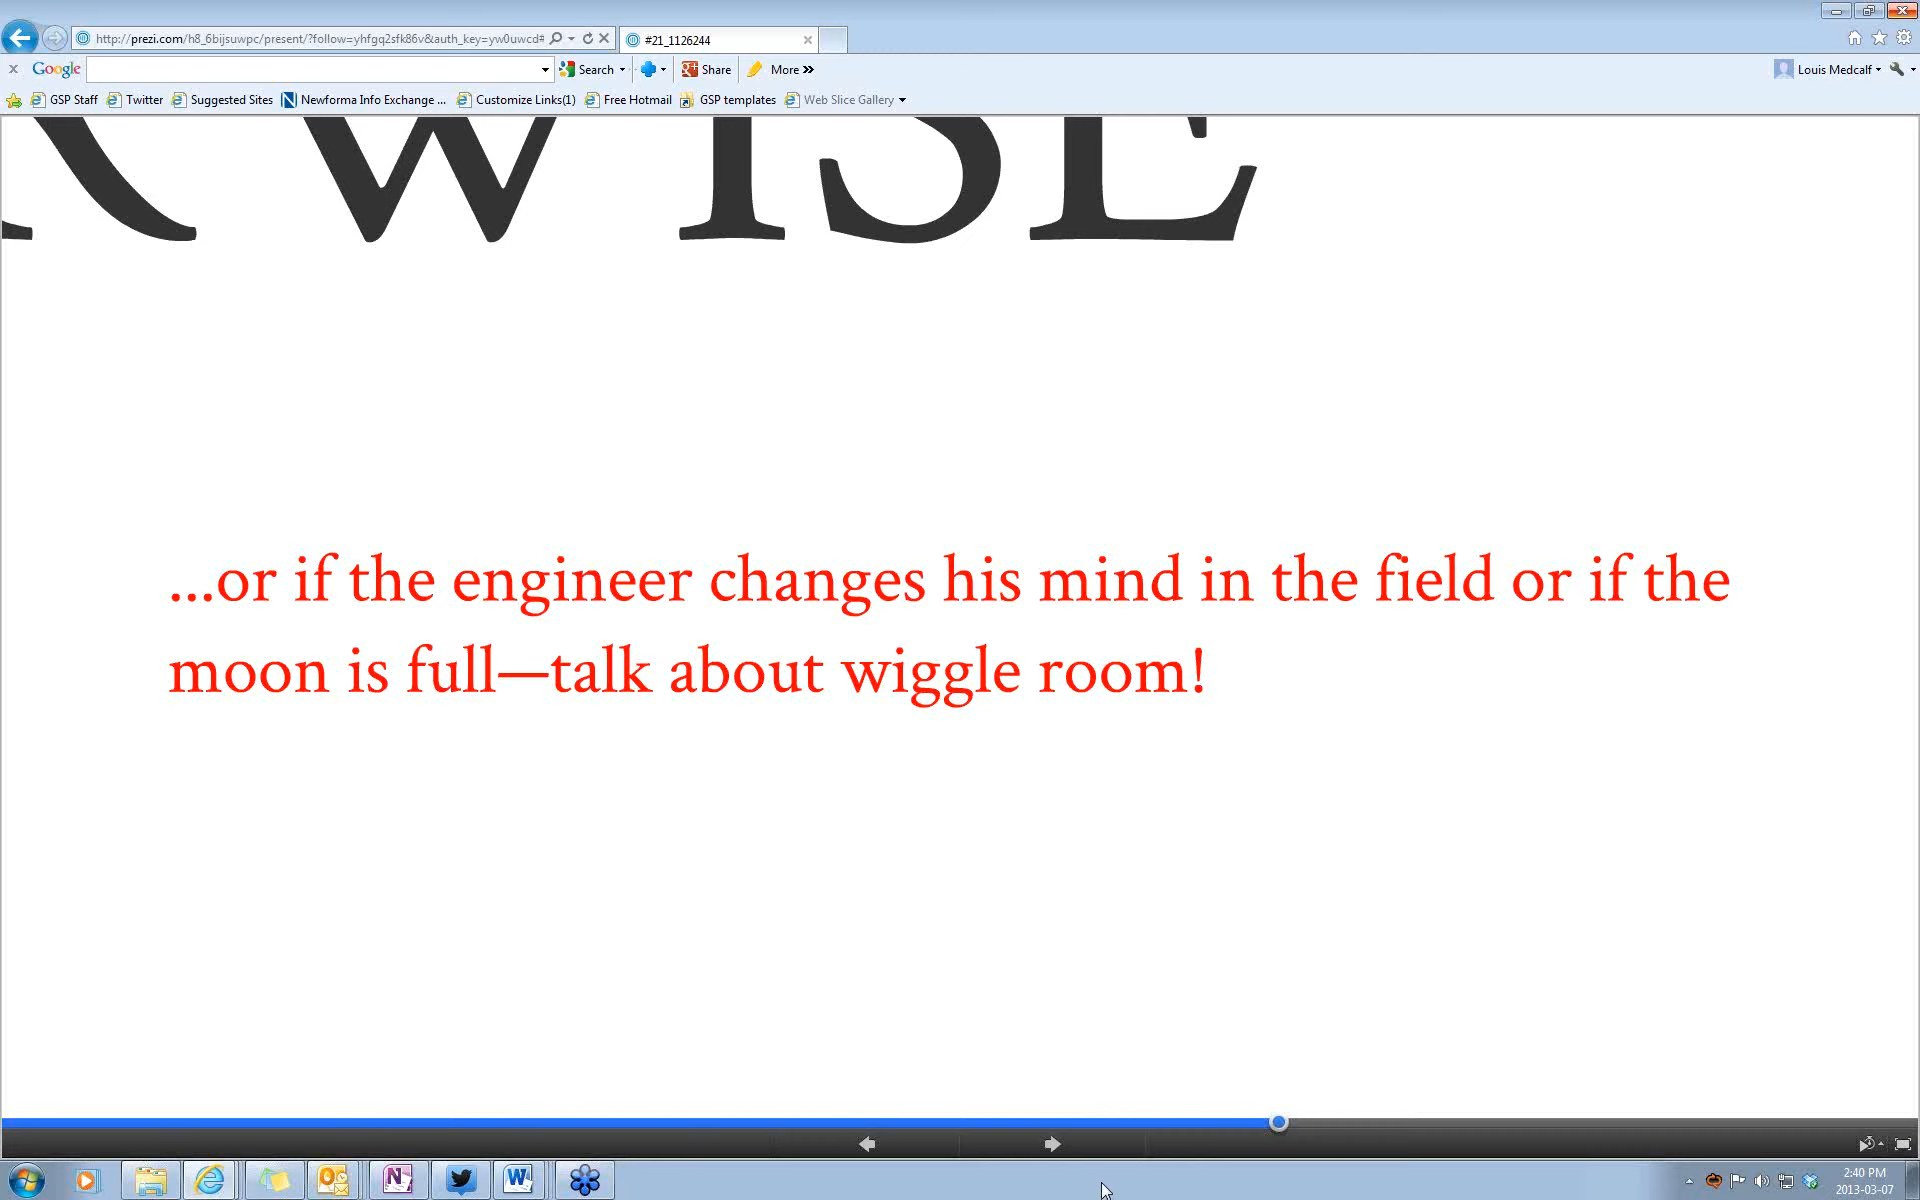 http://prezi.com/h8_6bijsuwpc/present/?follow=yhfgq2sfk86v&auth_key=yw0uwcd#
#21_1126244
x Google Search Share More »
Louis Medcalf
GSP Staff Twitter Suggested Sites Newforma Info Exchange ... Customize Links(1) Free Hotmail GSP templates Web Slice Gallery
RWISE
...or if the engineer changes his mind in the field or if the
moon is full—talk about wiggle room!
2:40 PM
2013-03-07